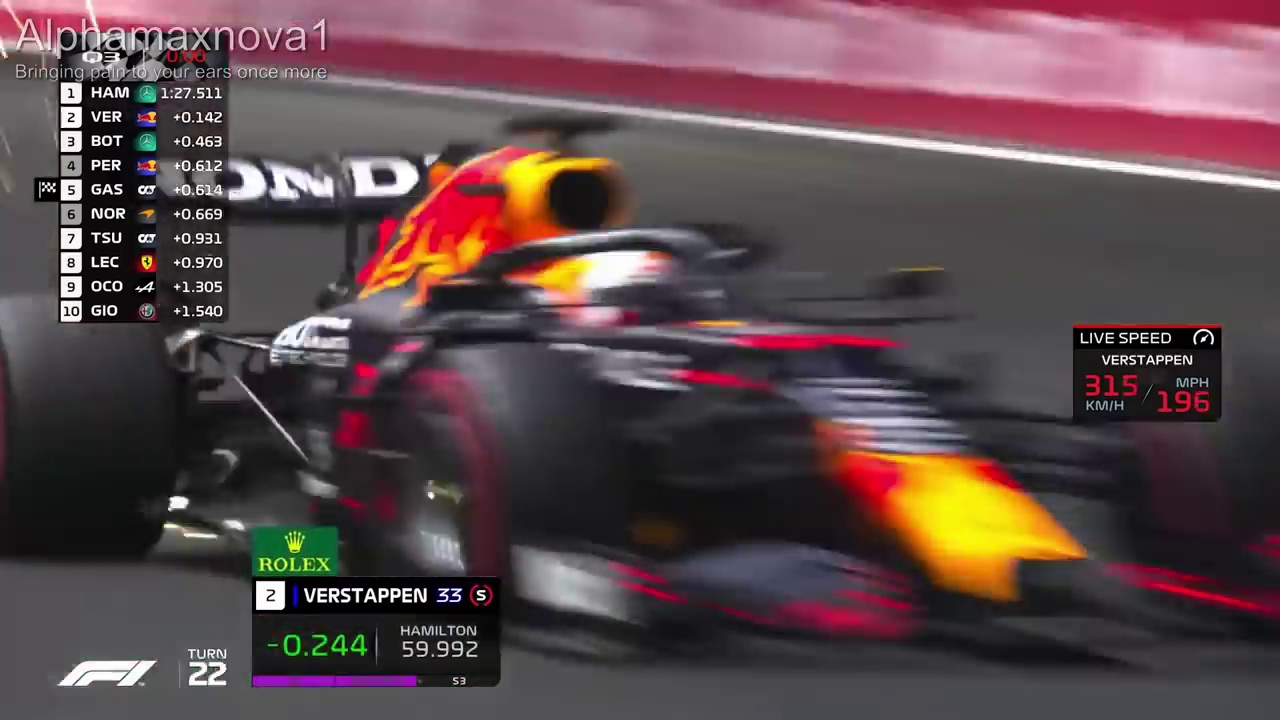 Alphamaxnova1
Q3 0:00
Bringing pain to your ears once more
1 HAM 1:27.511
2 VER +0.142
3 BOT +0.463
4 PER +0.612
5 GAS +0.614
6 NOR +0.669
7 TSU +0.931
8 LEC +0.970
9 OCO +1.305
10 GIO +1.540
OND
LIVE SPEED
VERSTAPPEN
315 KM/H / MPH 196
ROLEX
2 VERSTAPPEN 33 S
-0.244 HAMILTON 59.992
S3
F1 TURN 22